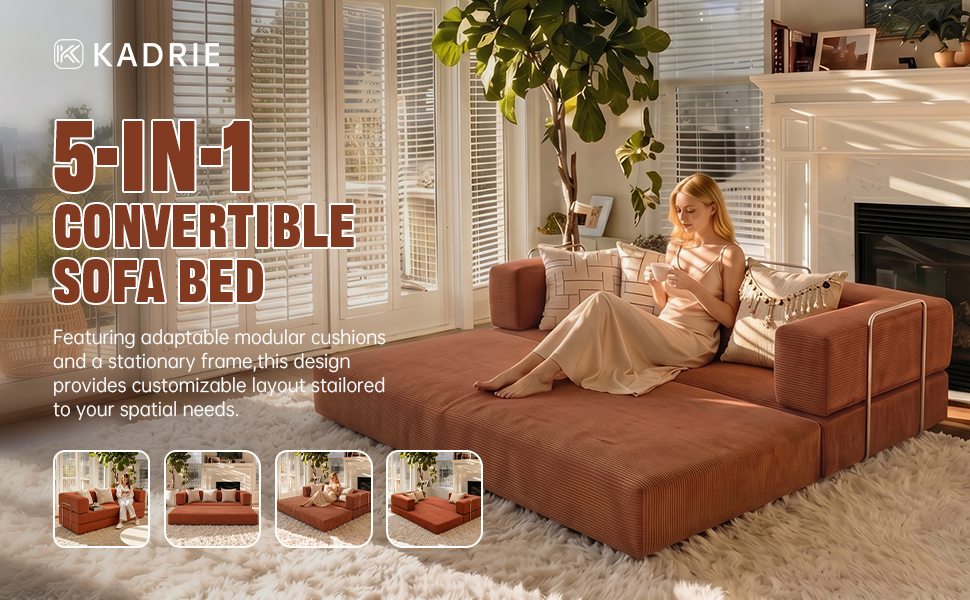 KADRIE
5-IN-1
CONVERTIBLE
SOFA BED
Featuring adaptable modular cushions
and a stationary frame,this design
provides customizable layout stailored
to your spatial needs.